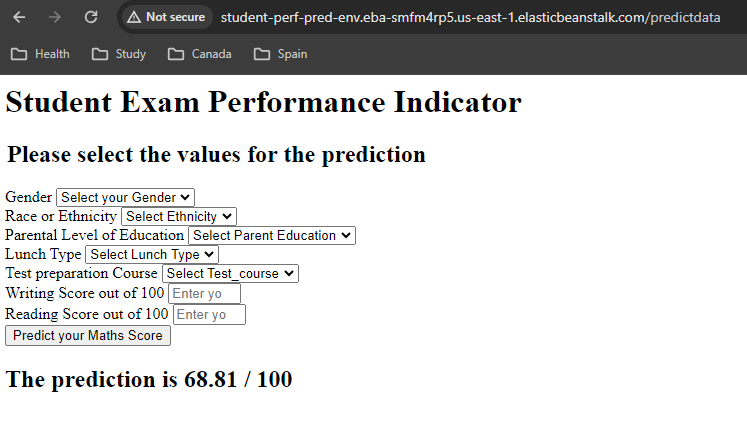 Not secure student-perf-pred-env.eba-smfm4rp5.us-east-1.elasticbeanstalk.com/predictdata
Health Study Canada Spain
Student Exam Performance Indicator
Please select the values for the prediction
Gender Select your Gender
Race or Ethnicity Select Ethnicity
Parental Level of Education Select Parent Education
Lunch Type Select Lunch Type
Test preparation Course Select Test_course
Writing Score out of 100 Enter yo
Reading Score out of 100 Enter yo
Predict your Maths Score
The prediction is 68.81 / 100